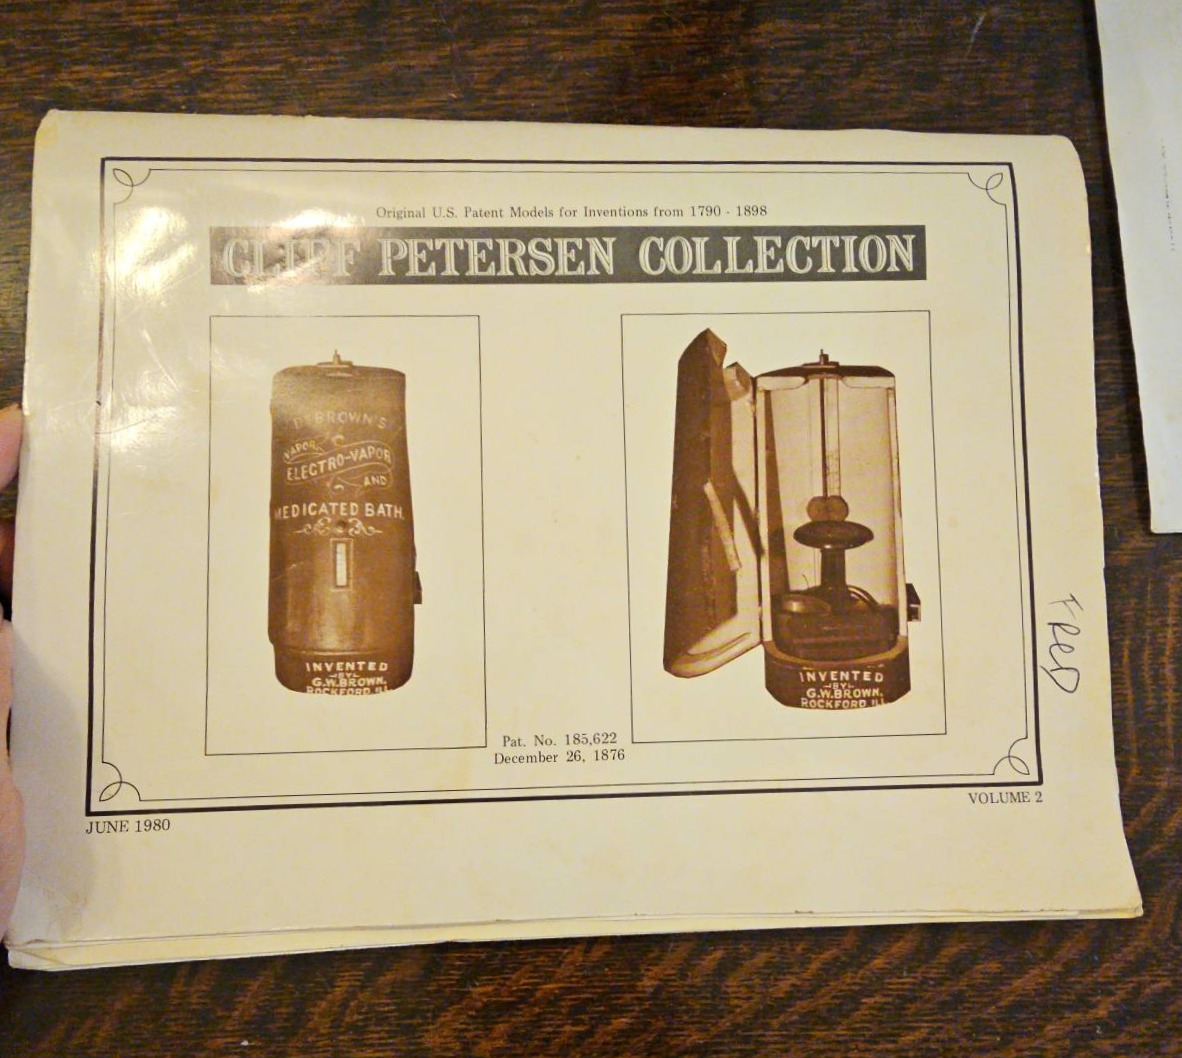 Original U.S. Patent Models for Inventions from 1790 - 1898
CLIFF PETERSEN COLLECTION
DR BROWN'S
VAPOR
ELECTRO-VAPOR
AND
MEDICATED BATH.
INVENTED
-BY-
G.W.BROWN.
ROCKFORD ILL
INVENTED
-BY-
G.W.BROWN.
ROCKFORD ILL
Pat. No. 185,622
December 26, 1876
JUNE 1980
VOLUME 2
FRED